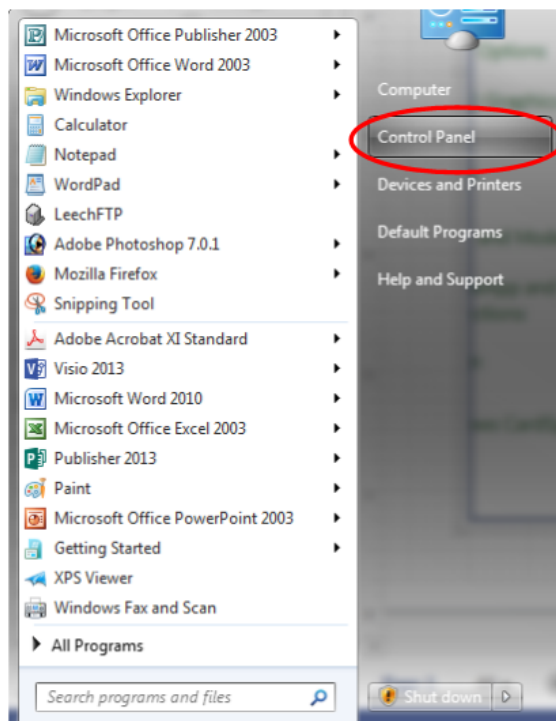 Microsoft Office Publisher 2003
Microsoft Office Word 2003
Windows Explorer
Calculator
Notepad
WordPad
LeechFTP
Adobe Photoshop 7.0.1
Mozilla Firefox
Snipping Tool
Adobe Acrobat XI Standard
Visio 2013
Microsoft Word 2010
Microsoft Office Excel 2003
Publisher 2013
Paint
Microsoft Office PowerPoint 2003
Getting Started
XPS Viewer
Windows Fax and Scan
All Programs
Search programs and files
Computer
Control Panel
Devices and Printers
Default Programs
Help and Support
Shut down